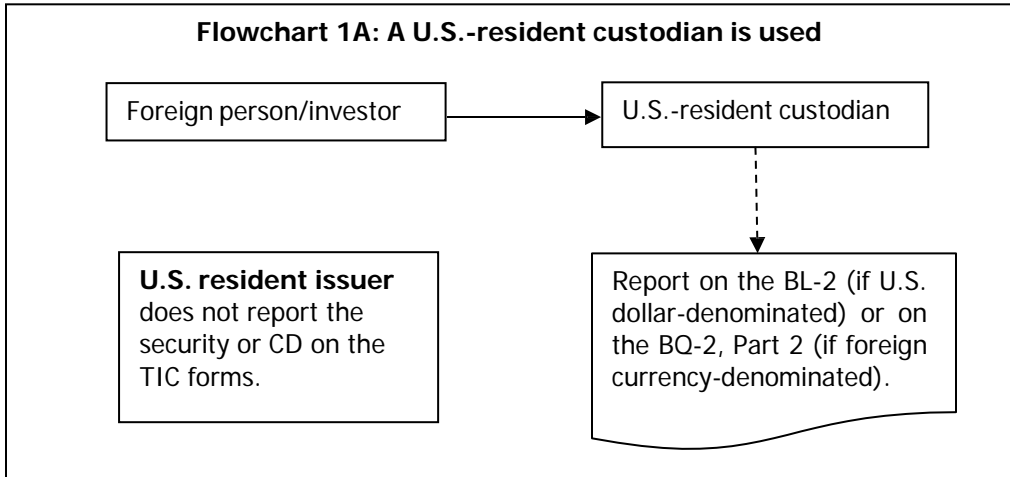 Flowchart 1A: A U.S.-resident custodian is used
Foreign person/investor
U.S.-resident custodian
U.S. resident issuer
does not report the
security or CD on the
TIC forms.
Report on the BL-2 (if U.S.
dollar-denominated) or on
the BQ-2, Part 2 (if foreign
currency-denominated).